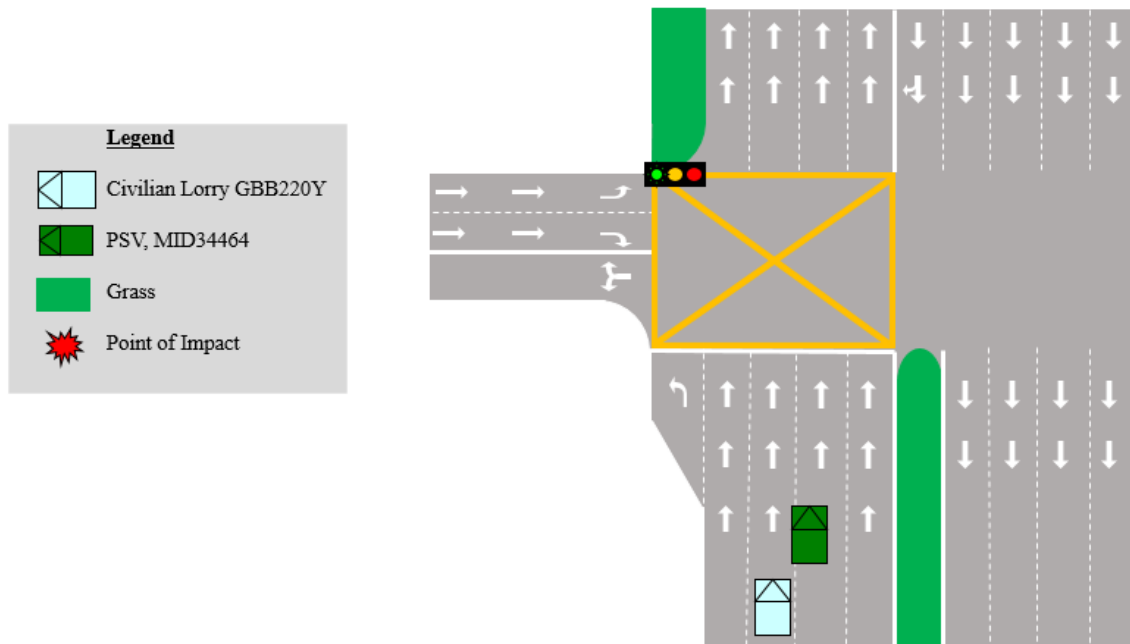 Legend
Civilian Lorry GBB220Y
PSV, MID34464
Grass
Point of Impact